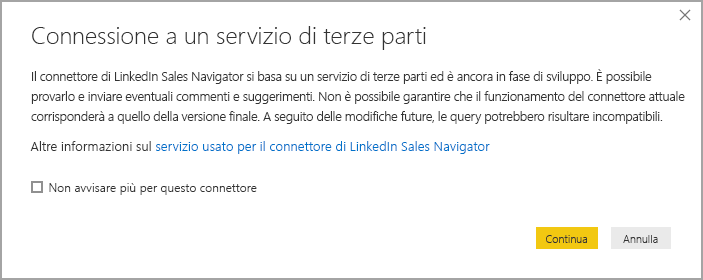 Connessione a un servizio di terze parti
Il connettore di LinkedIn Sales Navigator si basa su un servizio di terze parti ed è ancora in fase di sviluppo. È possibile
provarlo e inviare eventuali commenti e suggerimenti. Non è possibile garantire che il funzionamento del connettore attuale
corrisponderà a quello della versione finale. A seguito delle modifiche future, le query potrebbero risultare incompatibili.
Altre informazioni sul servizio usato per il connettore di LinkedIn Sales Navigator
Non avvisare più per questo connettore
Continua
Annulla